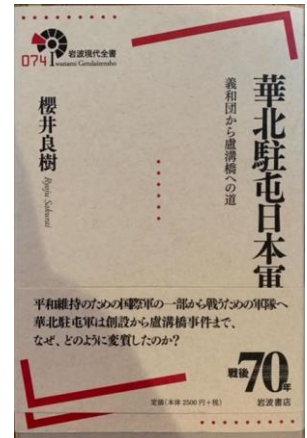 074
岩波現代全書
Iwanami Gendaizensho
華北駐屯日本軍
義和団から盧溝橋への道
櫻井良樹
Ryoju Sakurai
平和維持のための国際軍の一部から戦うための軍隊へ
華北駐屯軍は創設から盧溝橋事件まで、
なぜ、どのように変質したのか?
戦後70年
定価(本体 2500 円+税)
岩波書店